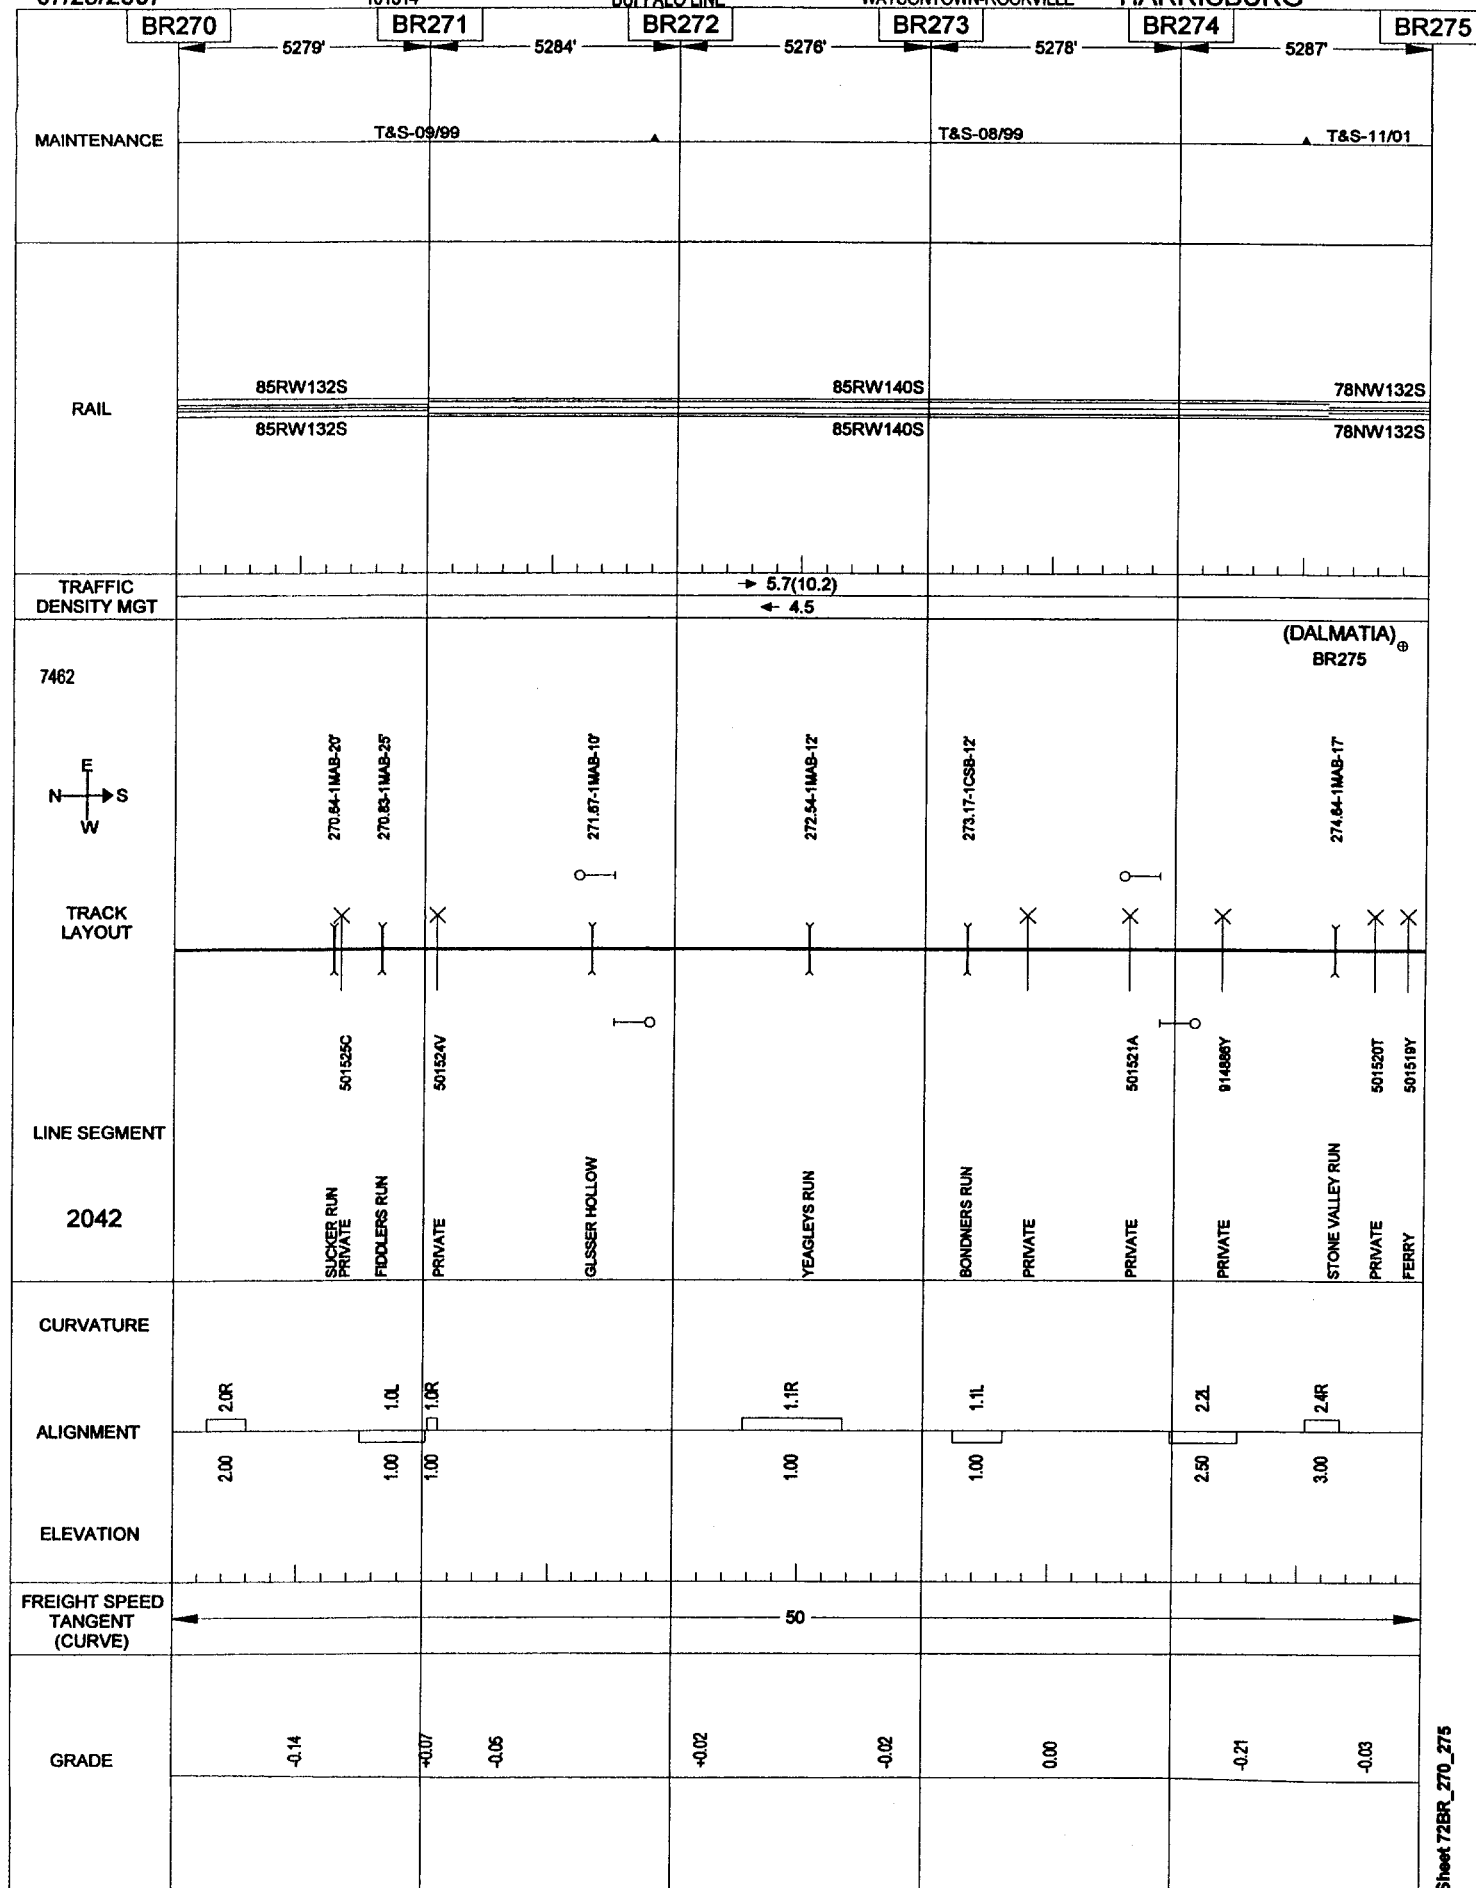 HARRISBURG
BR270 BR271 BR272 BR273 BR274 BR275
5279' 5284' 5276' 5278' 5287'
MAINTENANCE
T&S-09/99 T&S-08/99 T&S-11/01
RAIL
85RW132S 85RW140S 78NW132S
85RW132S 85RW140S 78NW132S
TRAFFIC
DENSITY MGT
5.7(10.2)
4.5
(DALMATIA)
BR275
7462
E
N S
W
270.64-1MAB-20'
270.83-1MAB-25'
271.67-1MAB-10'
272.54-1MAB-12'
273.17-1CSB-12'
274.64-1MAB-17'
TRACK
LAYOUT
501525C
501524V
501521A
914886Y
501520T
501519Y
LINE SEGMENT
2042
SUCKER RUN
PRIVATE
FIDDLERS RUN
PRIVATE
GLSSER HOLLOW
YEAGLEYS RUN
BONDNERS RUN
PRIVATE
PRIVATE
PRIVATE
STONE VALLEY RUN
PRIVATE
FERRY
CURVATURE
2.0R 1.0L 1.0R 1.1R 1.1L 2.2L 2.4R
ALIGNMENT
2.00 1.00 1.00 1.00 1.00 2.50 3.00
ELEVATION
FREIGHT SPEED
TANGENT
(CURVE)
50
GRADE
-0.14 +0.07 -0.05 +0.02 -0.02 0.00 -0.21 -0.03
Sheet 72BR_270_275